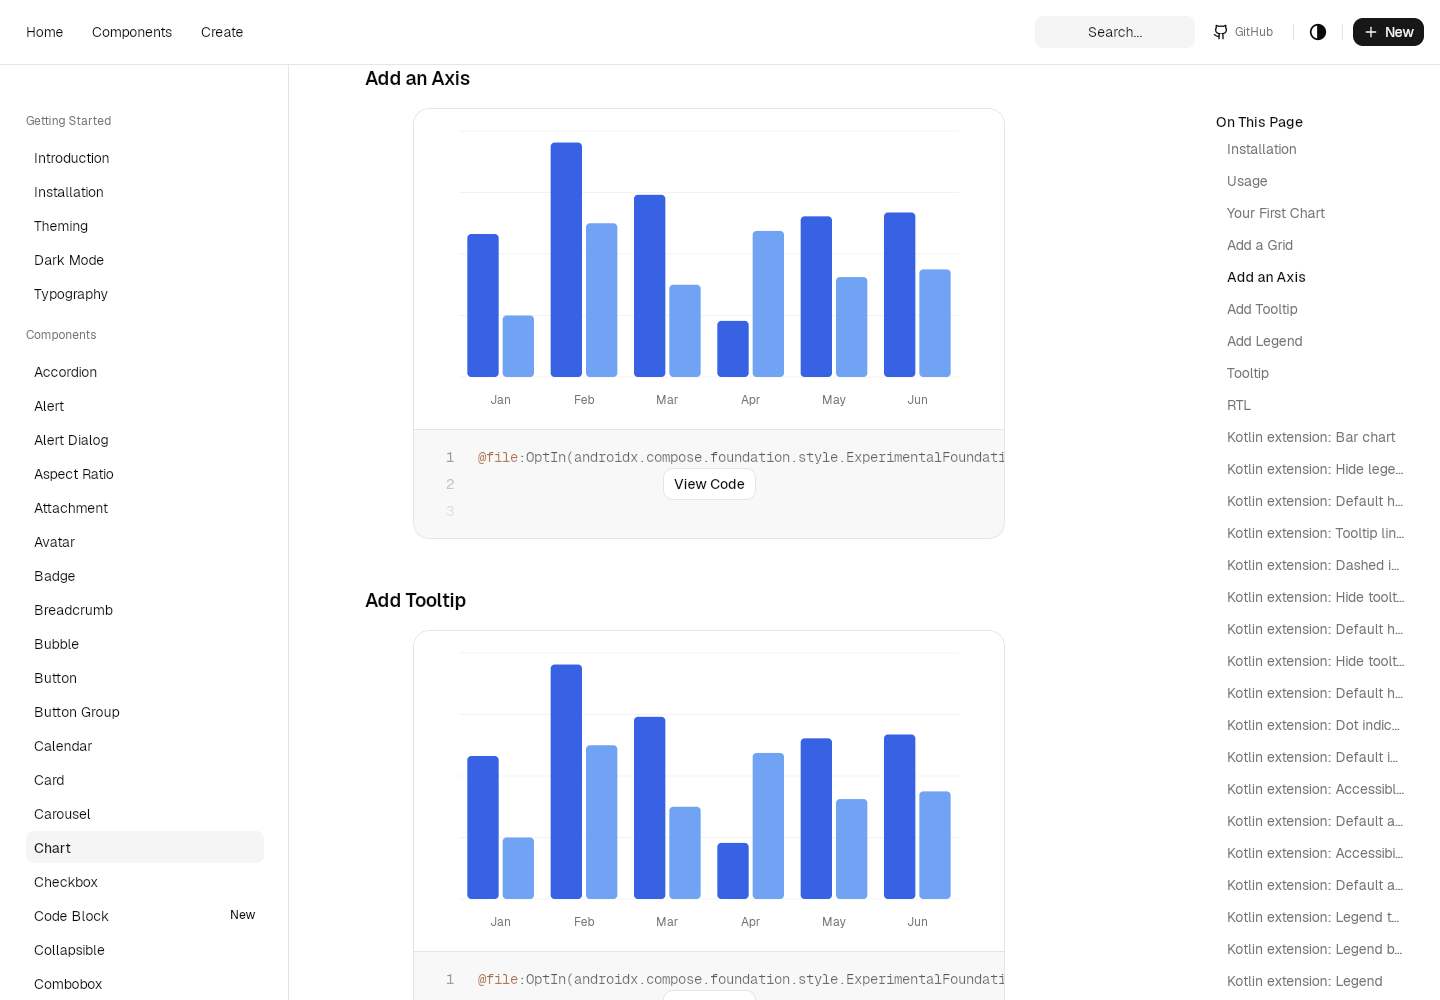 Home
Components
Create
Search...
GitHub
New
Getting Started
Introduction
Installation
Theming
Dark Mode
Typography
Components
Accordion
Alert
Alert Dialog
Aspect Ratio
Attachment
Avatar
Badge
Breadcrumb
Bubble
Button
Button Group
Calendar
Card
Carousel
Chart
Checkbox
Code Block New
Collapsible
Combobox
Add an Axis
Jan Feb Mar Apr May Jun
1 @file:OptIn(androidx.compose.foundation.style.ExperimentalFoundati
2
View Code
3
Add Tooltip
Jan Feb Mar Apr May Jun
1 @file:OptIn(androidx.compose.foundation.style.ExperimentalFoundati
On This Page
Installation
Usage
Your First Chart
Add a Grid
Add an Axis
Add Tooltip
Add Legend
Tooltip
RTL
Kotlin extension: Bar chart
Kotlin extension: Hide lege...
Kotlin extension: Default h...
Kotlin extension: Tooltip lin...
Kotlin extension: Dashed i...
Kotlin extension: Hide toolt...
Kotlin extension: Default h...
Kotlin extension: Hide toolt...
Kotlin extension: Default h...
Kotlin extension: Dot indic...
Kotlin extension: Default i...
Kotlin extension: Accessibl...
Kotlin extension: Default a...
Kotlin extension: Accessibi...
Kotlin extension: Default a...
Kotlin extension: Legend t...
Kotlin extension: Legend b...
Kotlin extension: Legend